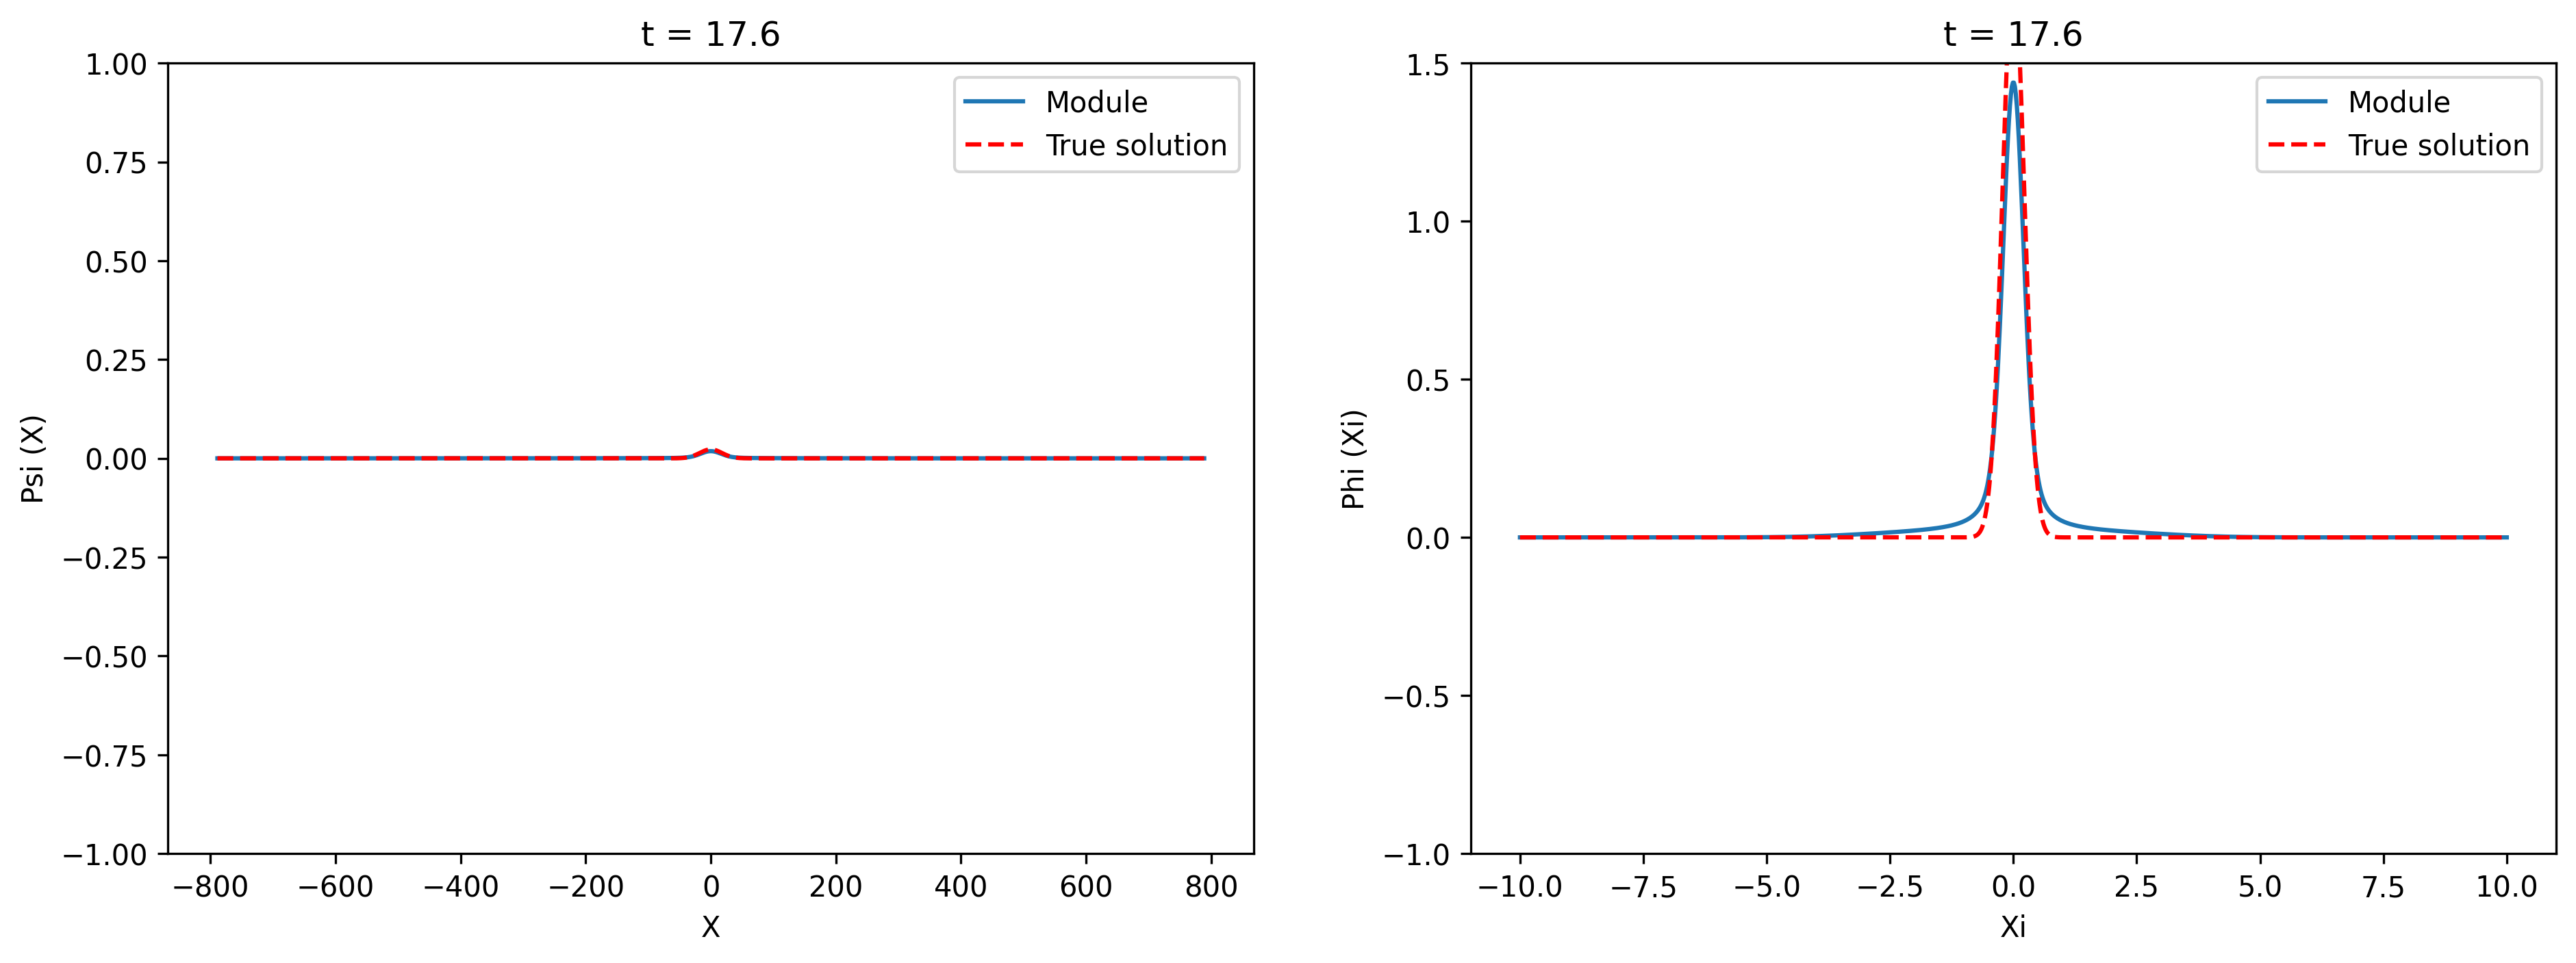 t = 17.6
1.00
0.75
0.50
0.25
0.00
−0.25
−0.50
−0.75
−1.00
Psi (X)
−800 −600 −400 −200 0 200 400 600 800
X
Module
True solution
t = 17.6
1.5
1.0
0.5
0.0
−0.5
−1.0
Phi (Xi)
−10.0 −7.5 −5.0 −2.5 0.0 2.5 5.0 7.5 10.0
Xi
Module
True solution